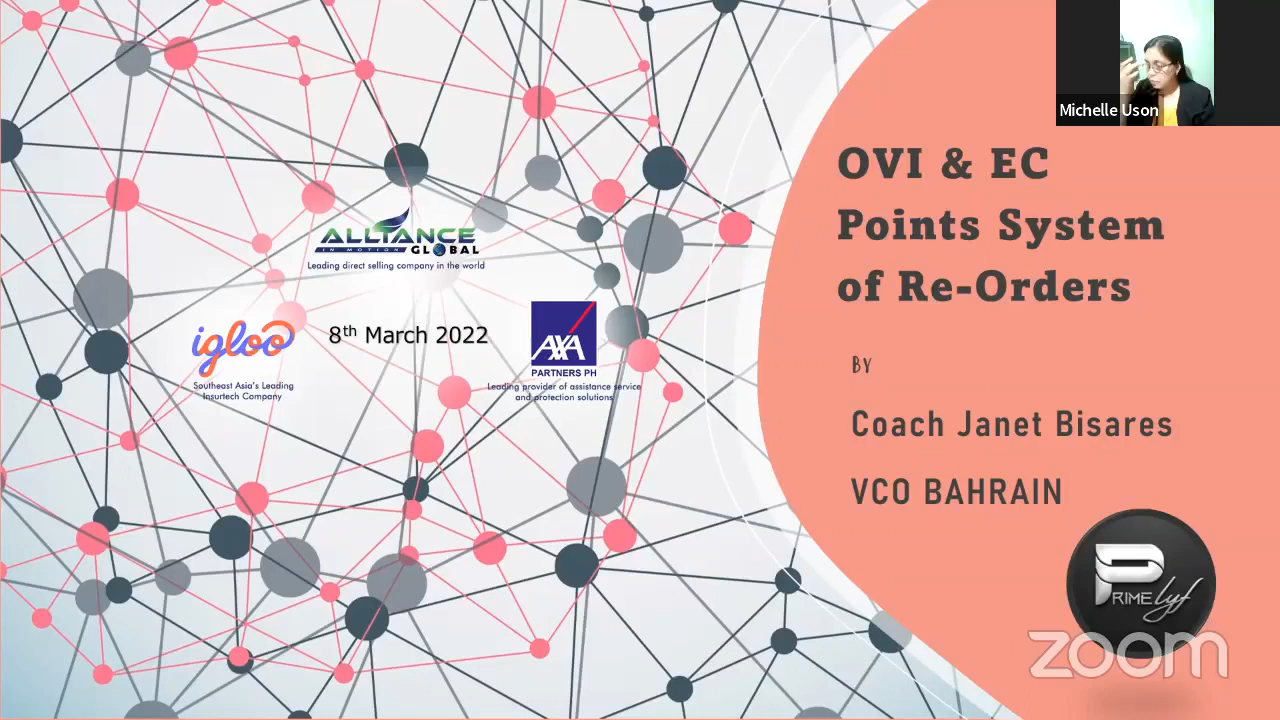 Michelle Uson
OVI & EC
Points System
of Re-Orders
By
Coach Janet Bisares
VCO BAHRAIN
ALLIANCE
IN MOTION GLOBAL
Leading direct selling company in the world
igloo
Southeast Asia's Leading
Insurtech Company
8th March 2022
AXA
PARTNERS PH
Leading provider of assistance service
and protection solutions
PRIME lyf
zoom